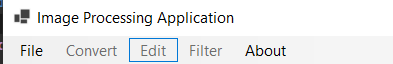 Image Processing Application
File Convert Edit Filter About